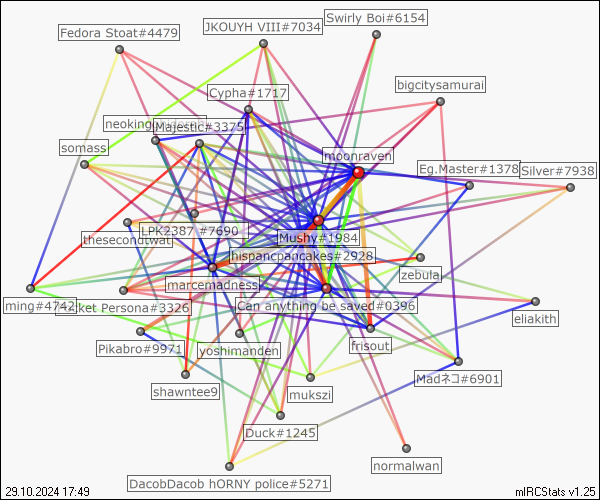 Swirly Boi#6154
JKOUYH VIII#7034
Fedora Stoat#4479
bigcitysamurai
Cypha#1717
neoking
Majestic#3375
moonraven
somass
Eg.Master#1378
Silver#7938
LPK2387 #7690
thesecondtwat
Mushy#1984
hispancpancakes#2928
zebula
marcemadness
ming#4742
ket Persona#3326
Can anything be saved#0396
eliakith
Pikabro#9971
yoshimanden
frisout
shawntee9
mukszi
Madネコ#6901
Duck#1245
normalwan
DacobDacob hORNY police#5271
29.10.2024 17:49
mIRCStats v1.25